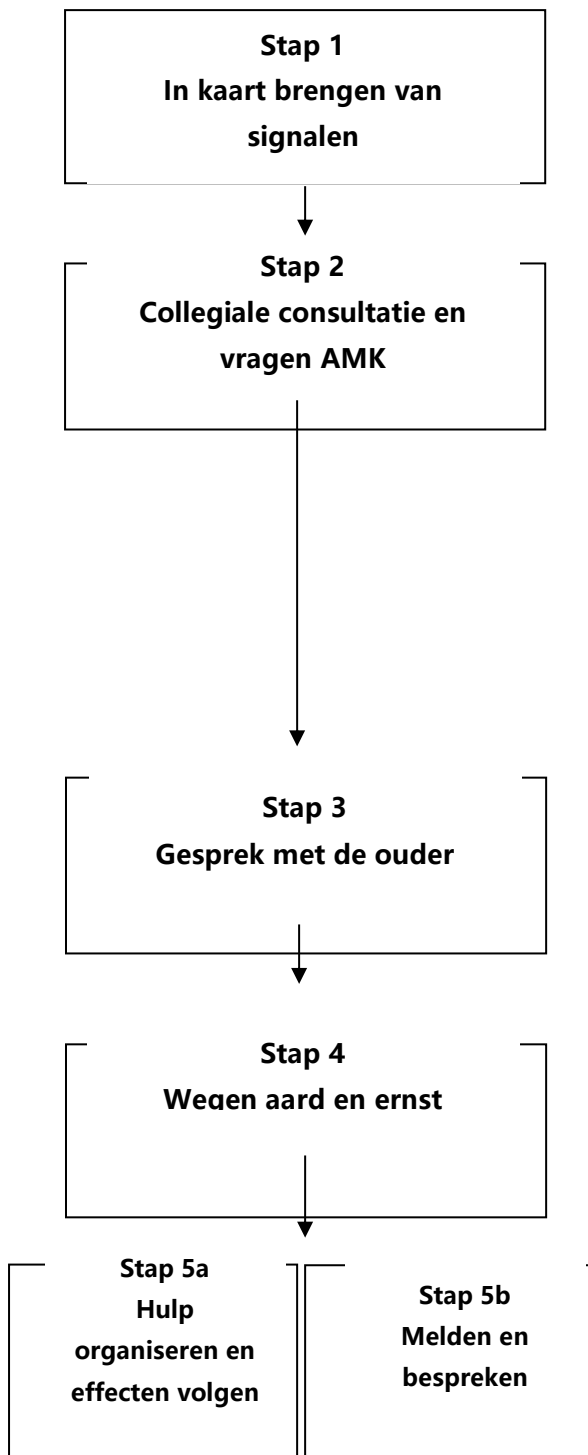 Stap 1
In kaart brengen van
signalen
Stap 2
Collegiale consultatie en
vragen AMK
Stap 3
Gesprek met de ouder
Stap 4
Wegen aard en ernst
Stap 5a
Hulp
organiseren en
effecten volgen
Stap 5b
Melden en
bespreken